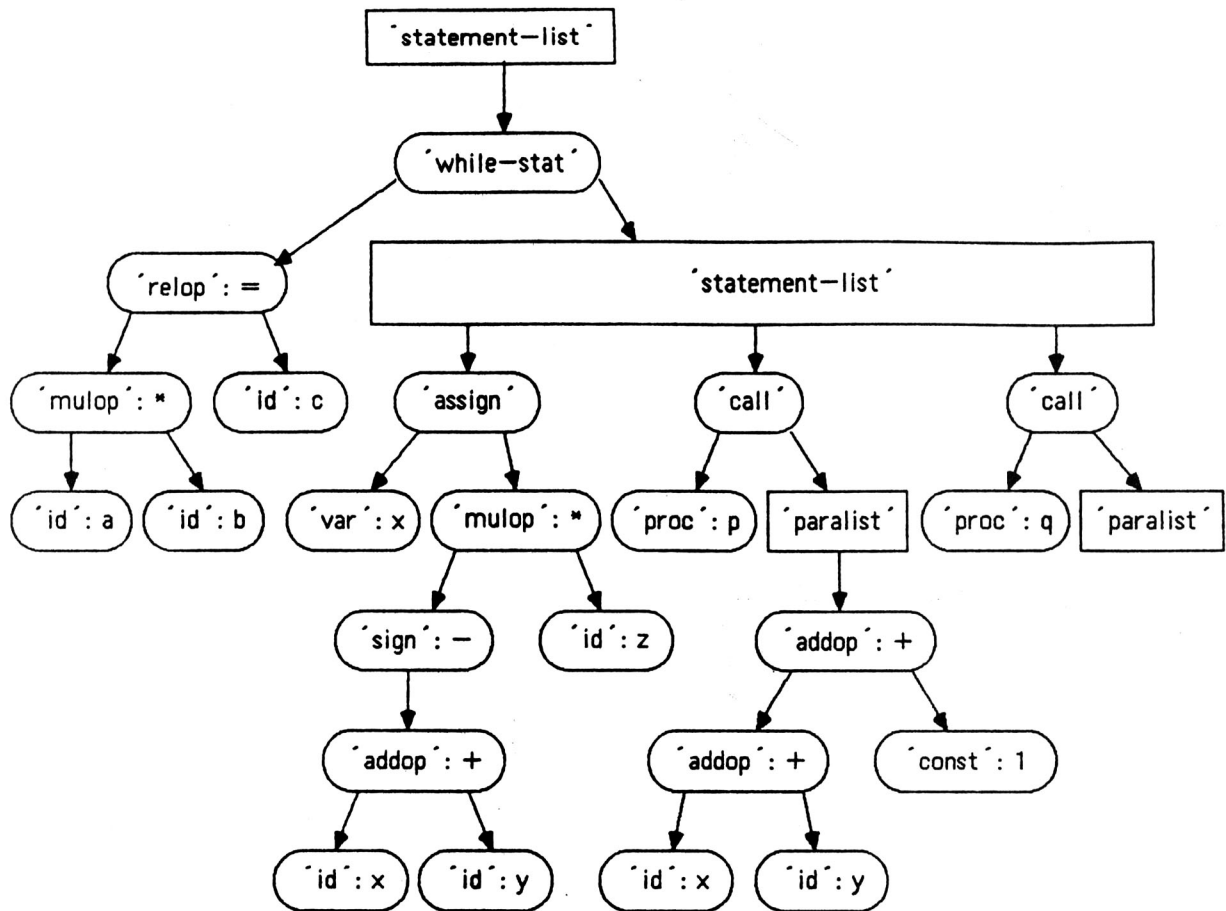 ´statement—list´
´while—stat´
´relop´: =
´statement—list´
´mulop´: *
´id´: c
´assign´
´call´
´call´
´id´: a
´id´: b
´var´: x
´mulop´: *
´proc´: p
´paralist´
´proc´: q
´paralist´
´sign´: —
´id´: z
´addop´: +
´addop´: +
´addop´: +
´const´: 1
´id´: x
´id´: y
´id´: x
´id´: y